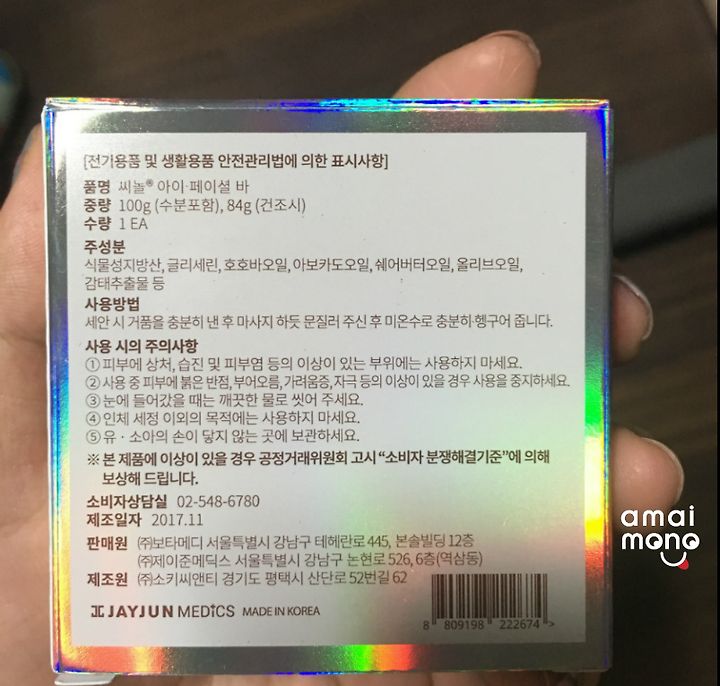 [전기용품 및 생활용품 안전관리법에 의한 표시사항]
품명 씨놀® 아이·페이셜 바
중량 100g (수분포함), 84g (건조시)
수량 1 EA
주성분
식물성지방산, 글리세린, 호호바오일, 아보카도오일, 쉐어버터오일, 올리브오일,
감태추출물 등
사용방법
세안 시 거품을 충분히 낸 후 마사지 하듯 문질러 주신 후 미온수로 충분히 헹구어 줍니다.
사용 시의 주의사항
① 피부에 상처, 습진 및 피부염 등의 이상이 있는 부위에는 사용하지 마세요.
② 사용 중 피부에 붉은 반점, 부어오름, 가려움증, 자극 등의 이상이 있을 경우 사용을 중지하세요.
③ 눈에 들어갔을 때는 깨끗한 물로 씻어 주세요.
④ 인체 세정 이외의 목적에는 사용하지 마세요.
⑤ 유·소아의 손이 닿지 않는 곳에 보관하세요.
※ 본 제품에 이상이 있을 경우 공정거래위원회 고시 “소비자 분쟁해결기준”에 의해
보상해 드립니다.
소비자상담실 02-548-6780
제조일자 2017.11
판매원 ㈜보타메디 서울특별시 강남구 테헤란로 445, 본솔빌딩 12층
㈜제이준메딕스 서울특별시 강남구 논현로 526, 6층(역삼동)
제조원 ㈜소키씨앤티 경기도 평택시 산단로 52번길 62
JAYJUN MEDICS MADE IN KOREA
8 809198 222674 >
amai
mono